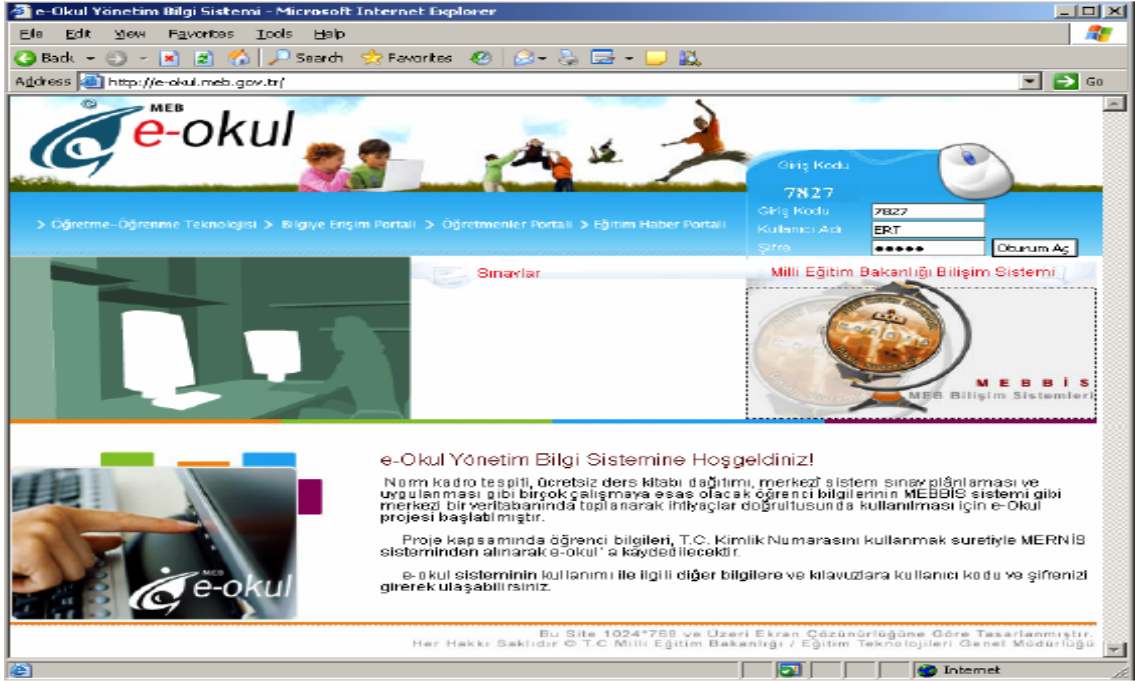 e-Okul Yönetim Bilgi Sistemi - Microsoft Internet Explorer
File Edit View Favorites Tools Help
Back Search Favorites
Address http://e-okul.meb.gov.tr/ Go
MEB
e-okul
Giriş Kodu
7827
> Öğretme-Öğrenme Teknolojisi > Bilgiye Erişim Portalı > Öğretmenler Portali > Eğitim Haber Portali
Giriş Kodu 7827
Kullanıcı Adı ERT
Şifre ●●●●● Oturum Aç
Sınavlar
Milli Eğitim Bakanlığı Bilişim Sistemi
MEBBİS
MEB Bilişim Sistemleri
e-Okul Yönetim Bilgi Sistemine Hoşgeldiniz!
Norm kadro tespiti, ücretsiz ders kitabı dağıtımı, merkezî sistem sınav plânlaması ve
uygulanması gibi birçok çalışmaya esas olacak öğrenci bilgilerinin MEBBİS sistemi gibi
merkezi bir veritabanında toplanarak ihtiyaçlar doğrultusunda kullanılması için e-Okul
projesi başlatılmıştır.
Proje kapsamında öğrenci bilgileri, T.C. Kimlik Numarasını kullanmak suretiyle MERNİS
sisteminden alınarak e-okul' a kaydedilecektir.
e-okul sisteminin kullanımı ile ilgili diğer bilgilere ve kılavuzlara kullanıcı kodu ve şifrenizi
girerek ulaşabilirsiniz.
MEB
e-okul
Bu Site 1024*768 ve Üzeri Ekran Çözünürlüğüne Göre Tasarlanmıştır.
Her Hakkı Saklıdır © T.C Milli Eğitim Bakanlığı / Eğitim Teknolojileri Genel Müdürlüğü
Internet